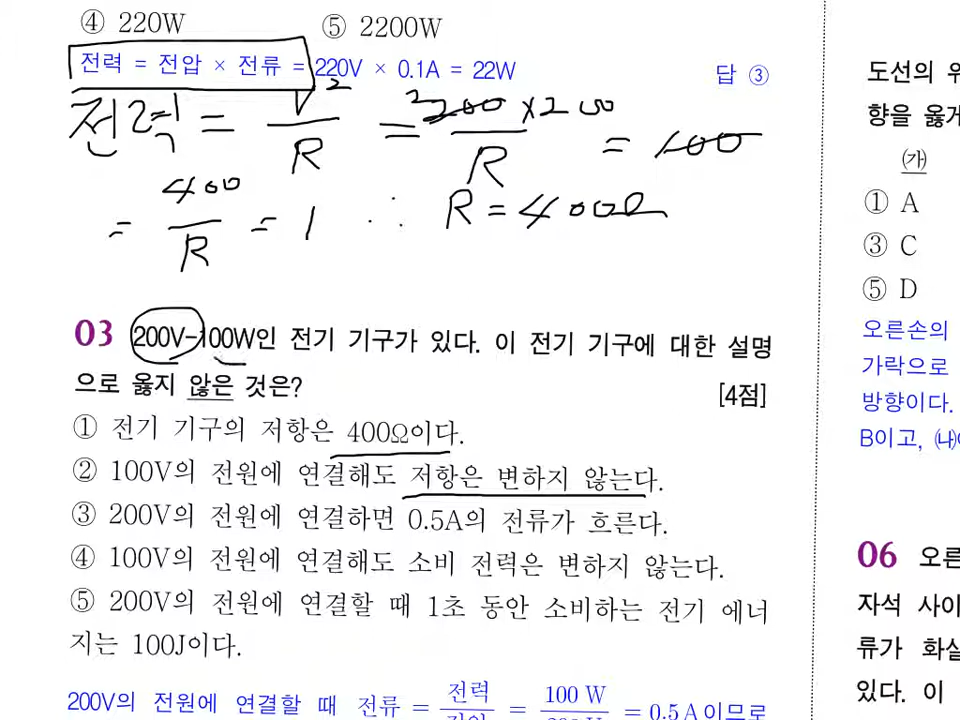 ④ 220W ⑤ 2200W
전력 = 전압 × 전류 = 220V × 0.1A = 22W 답 ③
전력 = V² / R = 200 × 200 / R = 100
= 400 / R = 1 ∴ R = 400Ω
03 200V-100W인 전기 기구가 있다. 이 전기 기구에 대한 설명
으로 옳지 않은 것은? [4점]
① 전기 기구의 저항은 400Ω이다.
② 100V의 전원에 연결해도 저항은 변하지 않는다.
③ 200V의 전원에 연결하면 0.5A의 전류가 흐른다.
④ 100V의 전원에 연결해도 소비 전력은 변하지 않는다.
⑤ 200V의 전원에 연결할 때 1초 동안 소비하는 전기 에너
지는 100J이다.
200V의 전원에 연결할 때 전류 = 전력 / 전압 = 100 W / 200 V = 0.5 A이므로
도선의 위
향을 옳게
㈎
① A
③ C
⑤ D
오른손의
가락으로
방향이다.
B이고, ㈏
06 오른
자석 사이
류가 화살
있다. 이